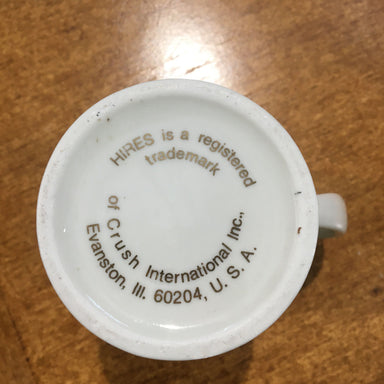 HIRES is a registered
trademark
of Crush International Inc.,
Evanston, Ill. 60204, U. S. A.